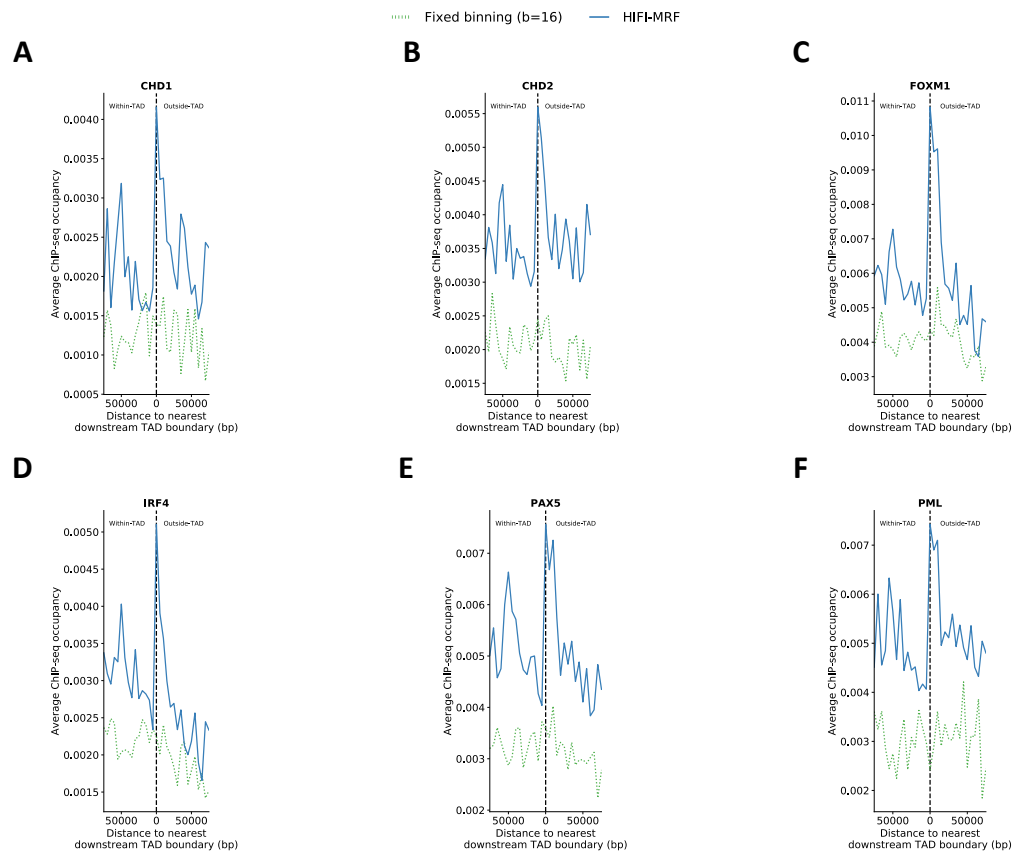 Fixed binning (b=16) HIFI-MRF
A
CHD1
Within-TAD Outside-TAD
0.0040
0.0035
0.0030
0.0025
0.0020
0.0015
0.0010
0.0005
Average ChIP-seq occupancy
50000 0 50000
Distance to nearest
downstream TAD boundary (bp)
B
CHD2
Within-TAD Outside-TAD
0.0055
0.0050
0.0045
0.0040
0.0035
0.0030
0.0025
0.0020
0.0015
Average ChIP-seq occupancy
50000 0 50000
Distance to nearest
downstream TAD boundary (bp)
C
FOXM1
Within-TAD Outside-TAD
0.011
0.010
0.009
0.008
0.007
0.006
0.005
0.004
0.003
Average ChIP-seq occupancy
0 50000
Distance to nearest
downstream TAD boundary (bp)
D
IRF4
Within-TAD Outside-TAD
0.0050
0.0045
0.0040
0.0035
0.0030
0.0025
0.0020
0.0015
Average ChIP-seq occupancy
50000 0 50000
Distance to nearest
downstream TAD boundary (bp)
E
PAX5
Within-TAD Outside-TAD
0.007
0.006
0.005
0.004
0.003
0.002
Average ChIP-seq occupancy
50000 0 50000
Distance to nearest
downstream TAD boundary (bp)
F
PML
Within-TAD Outside-TAD
0.007
0.006
0.005
0.004
0.003
0.002
Average ChIP-seq occupancy
50000 0 50000
Distance to nearest
downstream TAD boundary (bp)